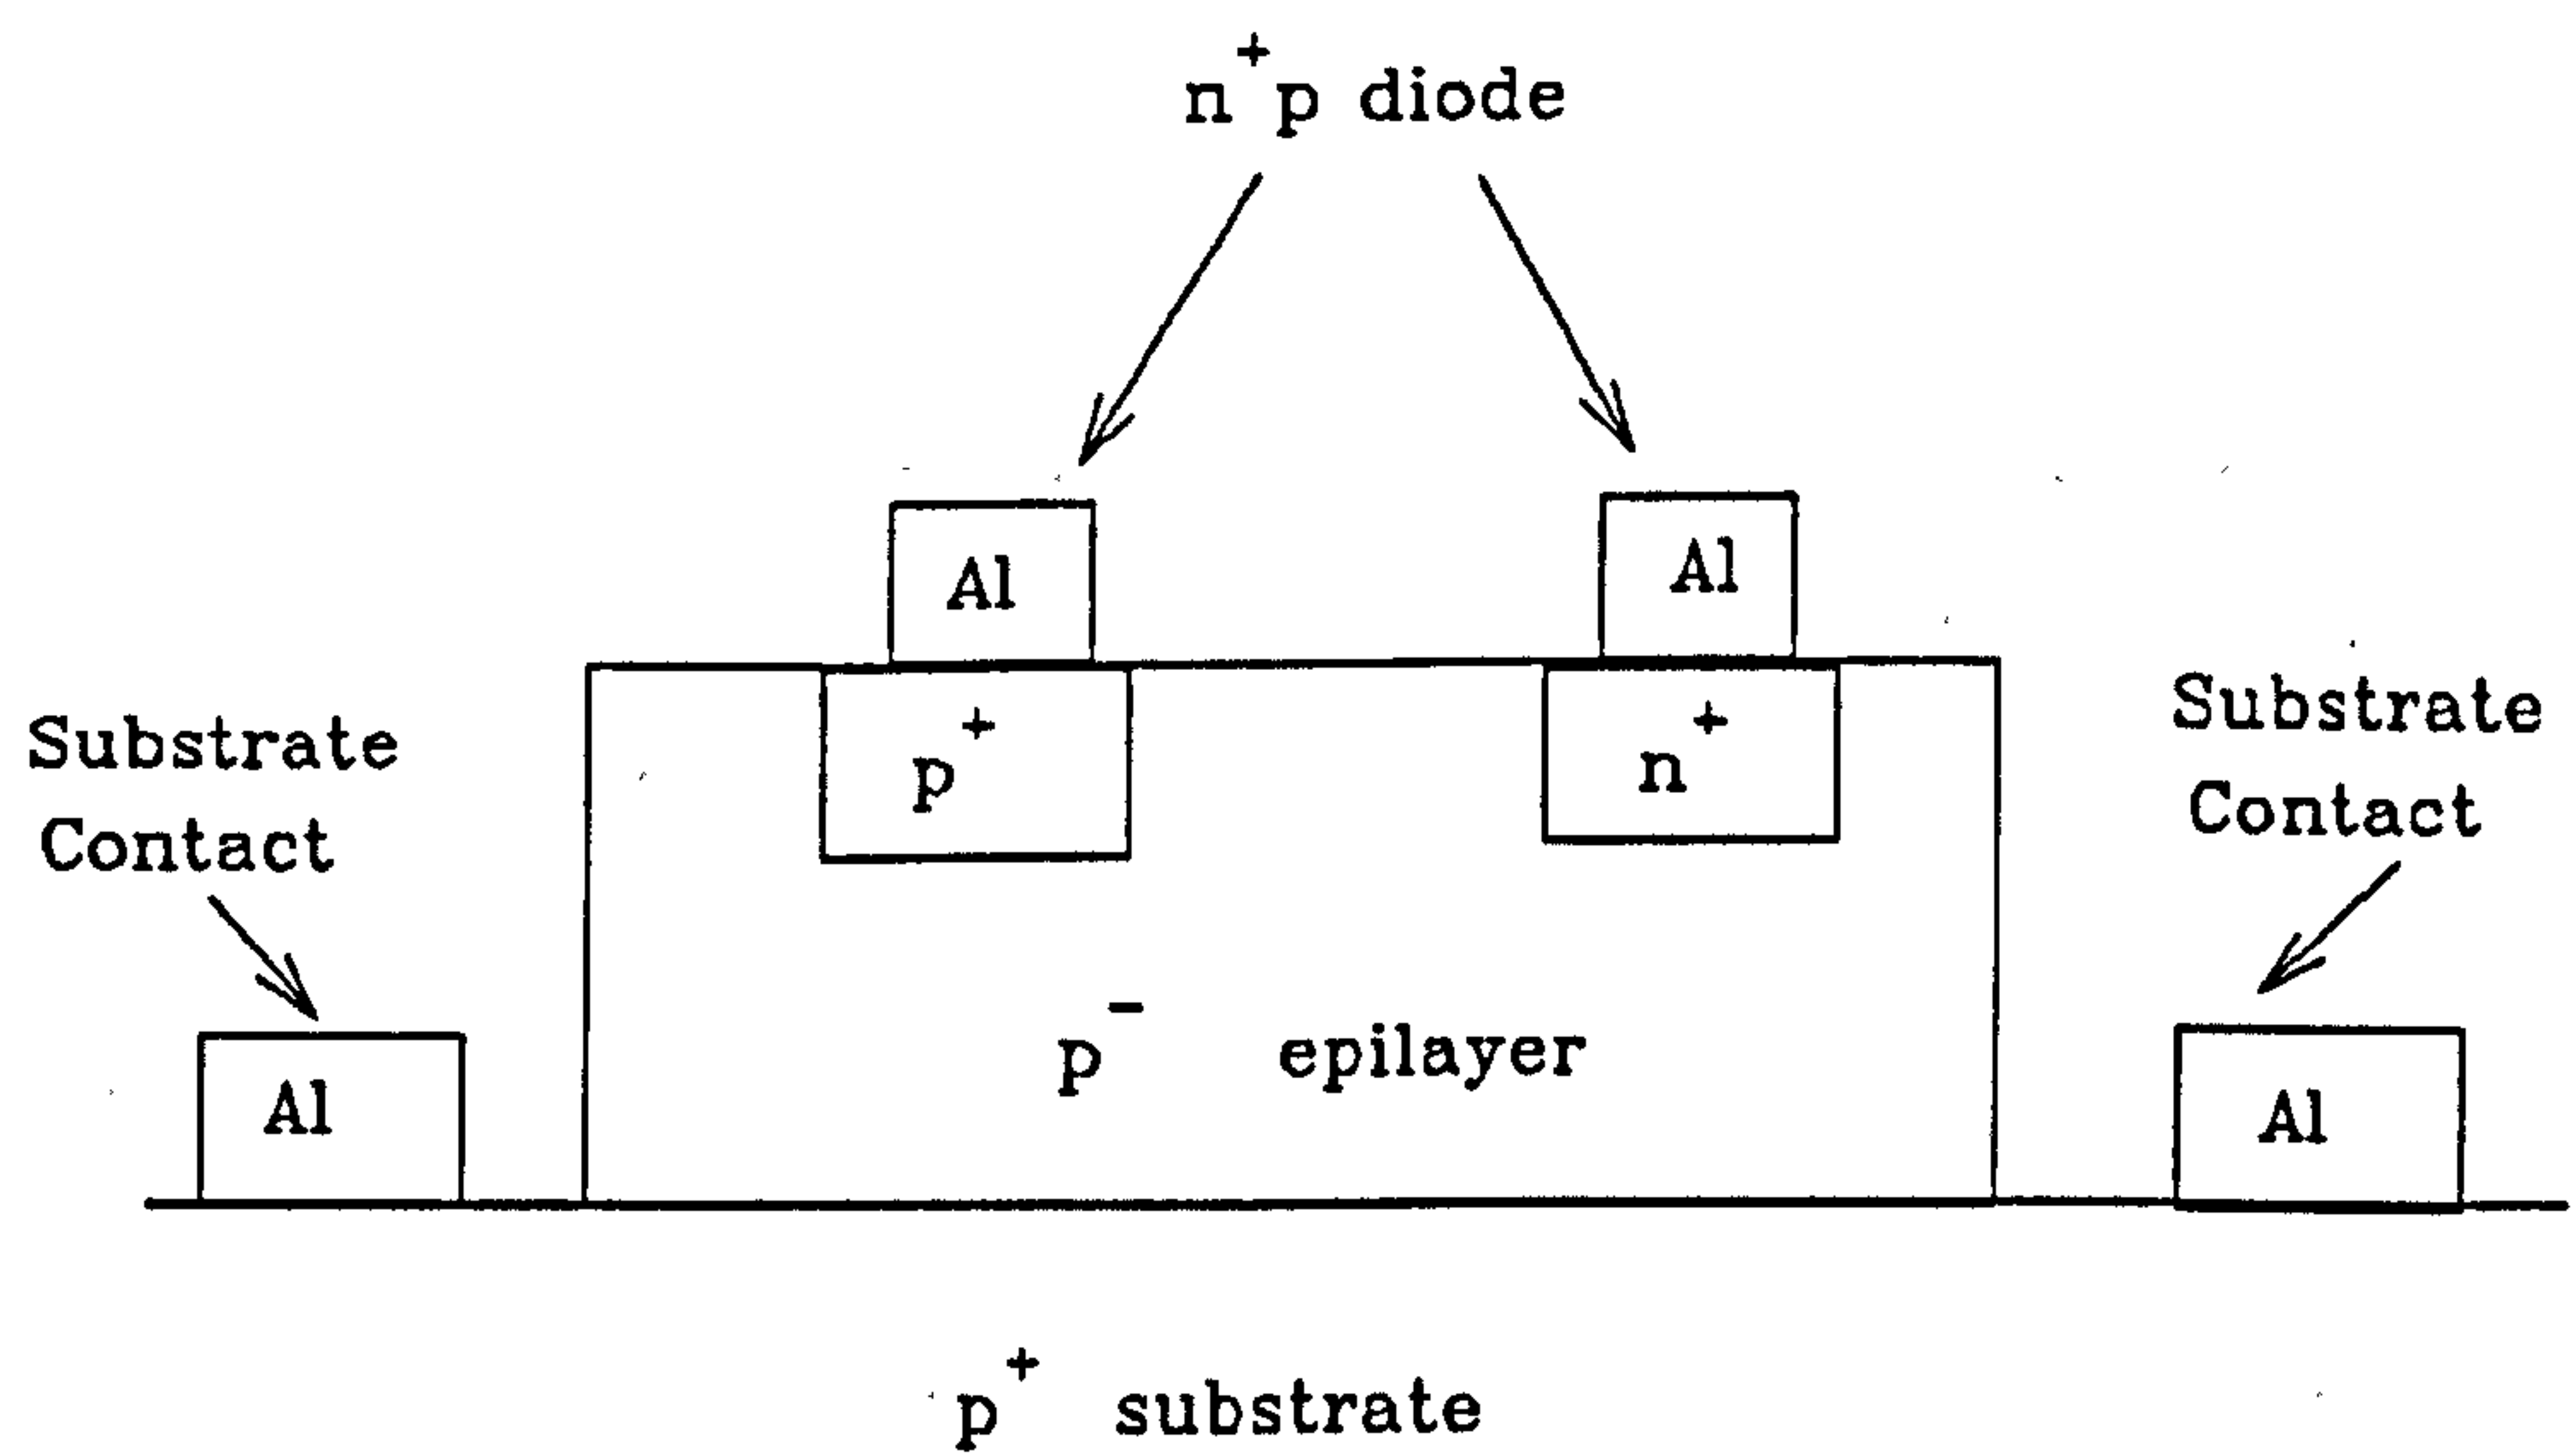 n⁺p diode
Al
Al
p⁺
n⁺
Substrate
Contact
Substrate
Contact
p⁻ epilayer
Al
Al
p⁺ substrate